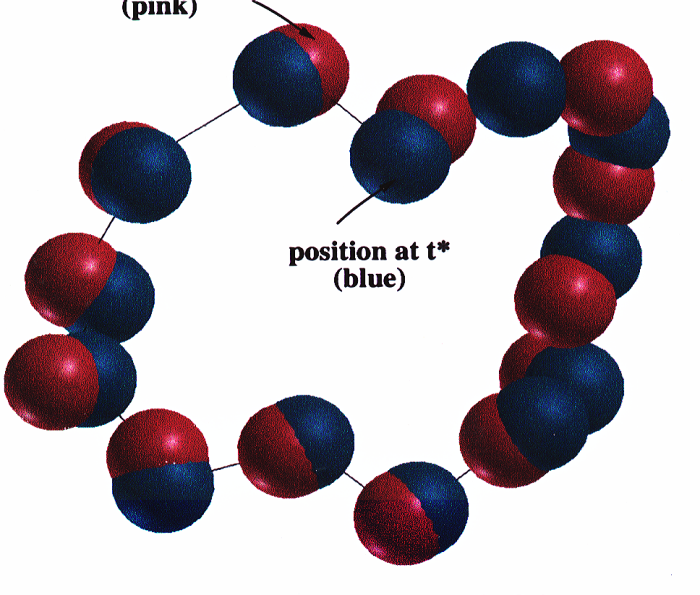 (pink)
position at t*
(blue)